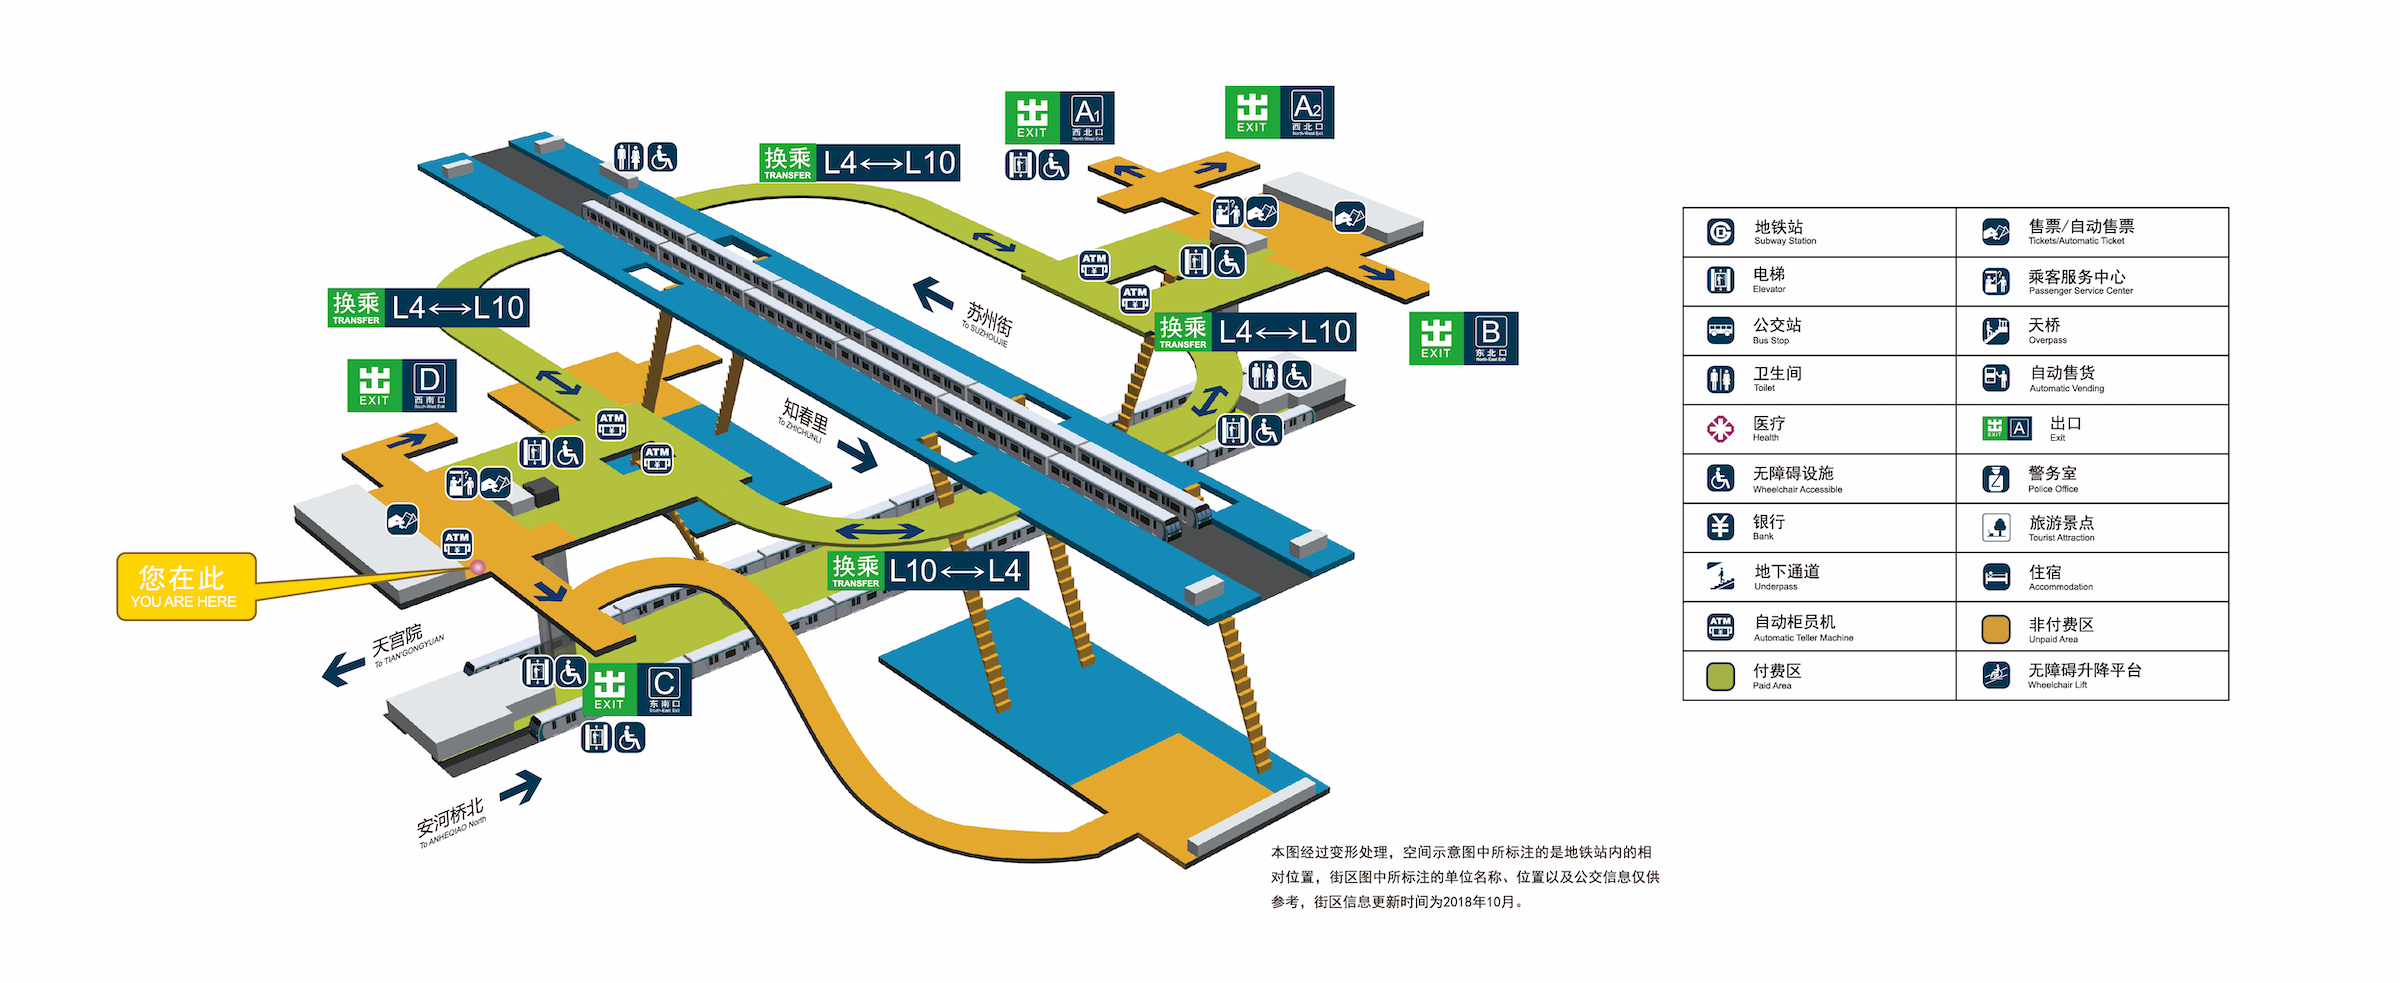 出
EXIT
A1
西北口
North-West Exit
出
EXIT
A2
西北口
North-West Exit
换乘
TRANSFER
L4↔L10
换乘
TRANSFER
L4↔L10
苏州街
To SUZHOUJIE
ATM
ATM
换乘
TRANSFER
L4↔L10
出
EXIT
B
东北口
North-East Exit
出
EXIT
D
西南口
South-West Exit
知春里
To ZHICHUNLI
ATM
ATM
ATM
换乘
TRANSFER
L10↔L4
您在此
YOU ARE HERE
天宫院
To TIAN'GONGYUAN
出
EXIT
C
东南口
South-East Exit
安河桥北
To ANHEQIAO North
本图经过变形处理，空间示意图中所标注的是地铁站内的相
对位置，街区图中所标注的单位名称、位置以及公交信息仅供
参考，街区信息更新时间为2018年10月。
地铁站
Subway Station
售票/自动售票
Tickets/Automatic Ticket
电梯
Elevator
乘客服务中心
Passenger Service Center
公交站
Bus Stop
天桥
Overpass
卫生间
Toilet
自动售货
Automatic Vending
医疗
Health
出
EXIT
A
出口
Exit
无障碍设施
Wheelchair Accessible
警务室
Police Office
银行
Bank
旅游景点
Tourist Attraction
地下通道
Underpass
住宿
Accommodation
ATM
自动柜员机
Automatic Teller Machine
非付费区
Unpaid Area
付费区
Paid Area
无障碍升降平台
Wheelchair Lift